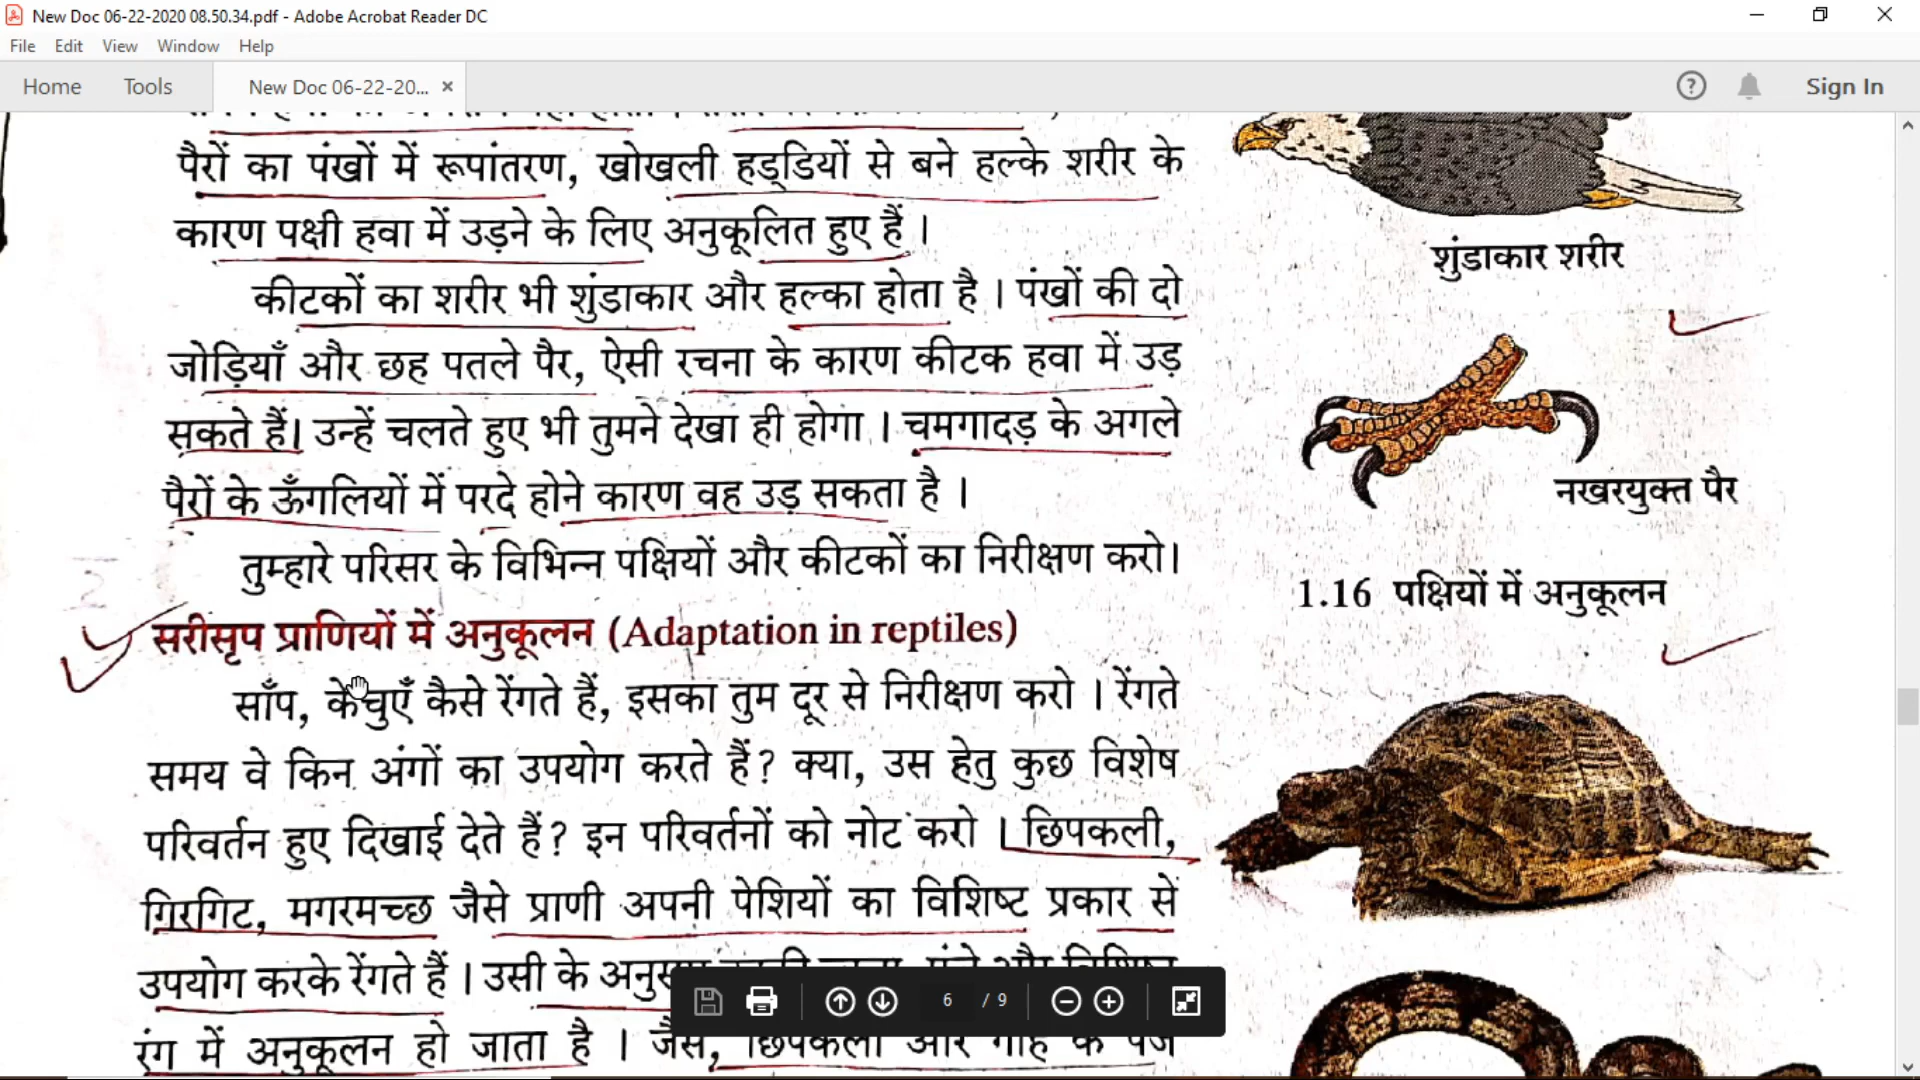 New Doc 06-22-2020 08.50.34.pdf - Adobe Acrobat Reader DC
File Edit View Window Help
Home Tools New Doc 06-22-20... × Sign In
पैरों का पंखों में रूपांतरण, खोखली हड्डियों से बने हल्के शरीर के
कारण पक्षी हवा में उड़ने के लिए अनुकूलित हुए हैं ।
कीटकों का शरीर भी शुंडाकार और हल्का होता है । पंखों की दो
जोड़ियाँ और छह पतले पैर, ऐसी रचना के कारण कीटक हवा में उड़
सकते हैं। उन्हें चलते हुए भी तुमने देखा ही होगा । चमगादड़ के अगले
पैरों के ऊँगलियों में परदे होने कारण वह उड़ सकता है ।
तुम्हारे परिसर के विभिन्न पक्षियों और कीटकों का निरीक्षण करो।
सरीसृप प्राणियों में अनुकूलन (Adaptation in reptiles)
साँप, केंचुएँ कैसे रेंगते हैं, इसका तुम दूर से निरीक्षण करो । रेंगते
समय वे किन अंगों का उपयोग करते हैं? क्या, उस हेतु कुछ विशेष
परिवर्तन हुए दिखाई देते हैं? इन परिवर्तनों को नोट करो । छिपकली,
गिरगिट, मगरमच्छ जैसे प्राणी अपनी पेशियों का विशिष्ट प्रकार से
उपयोग करके रेंगते हैं । उसी के
रंग में अनुकूलन हो जाता है । जैसे, छिपकली और गोह के पंजे
शुंडाकार शरीर
नखरयुक्त पैर
1.16 पक्षियों में अनुकूलन
6 / 9